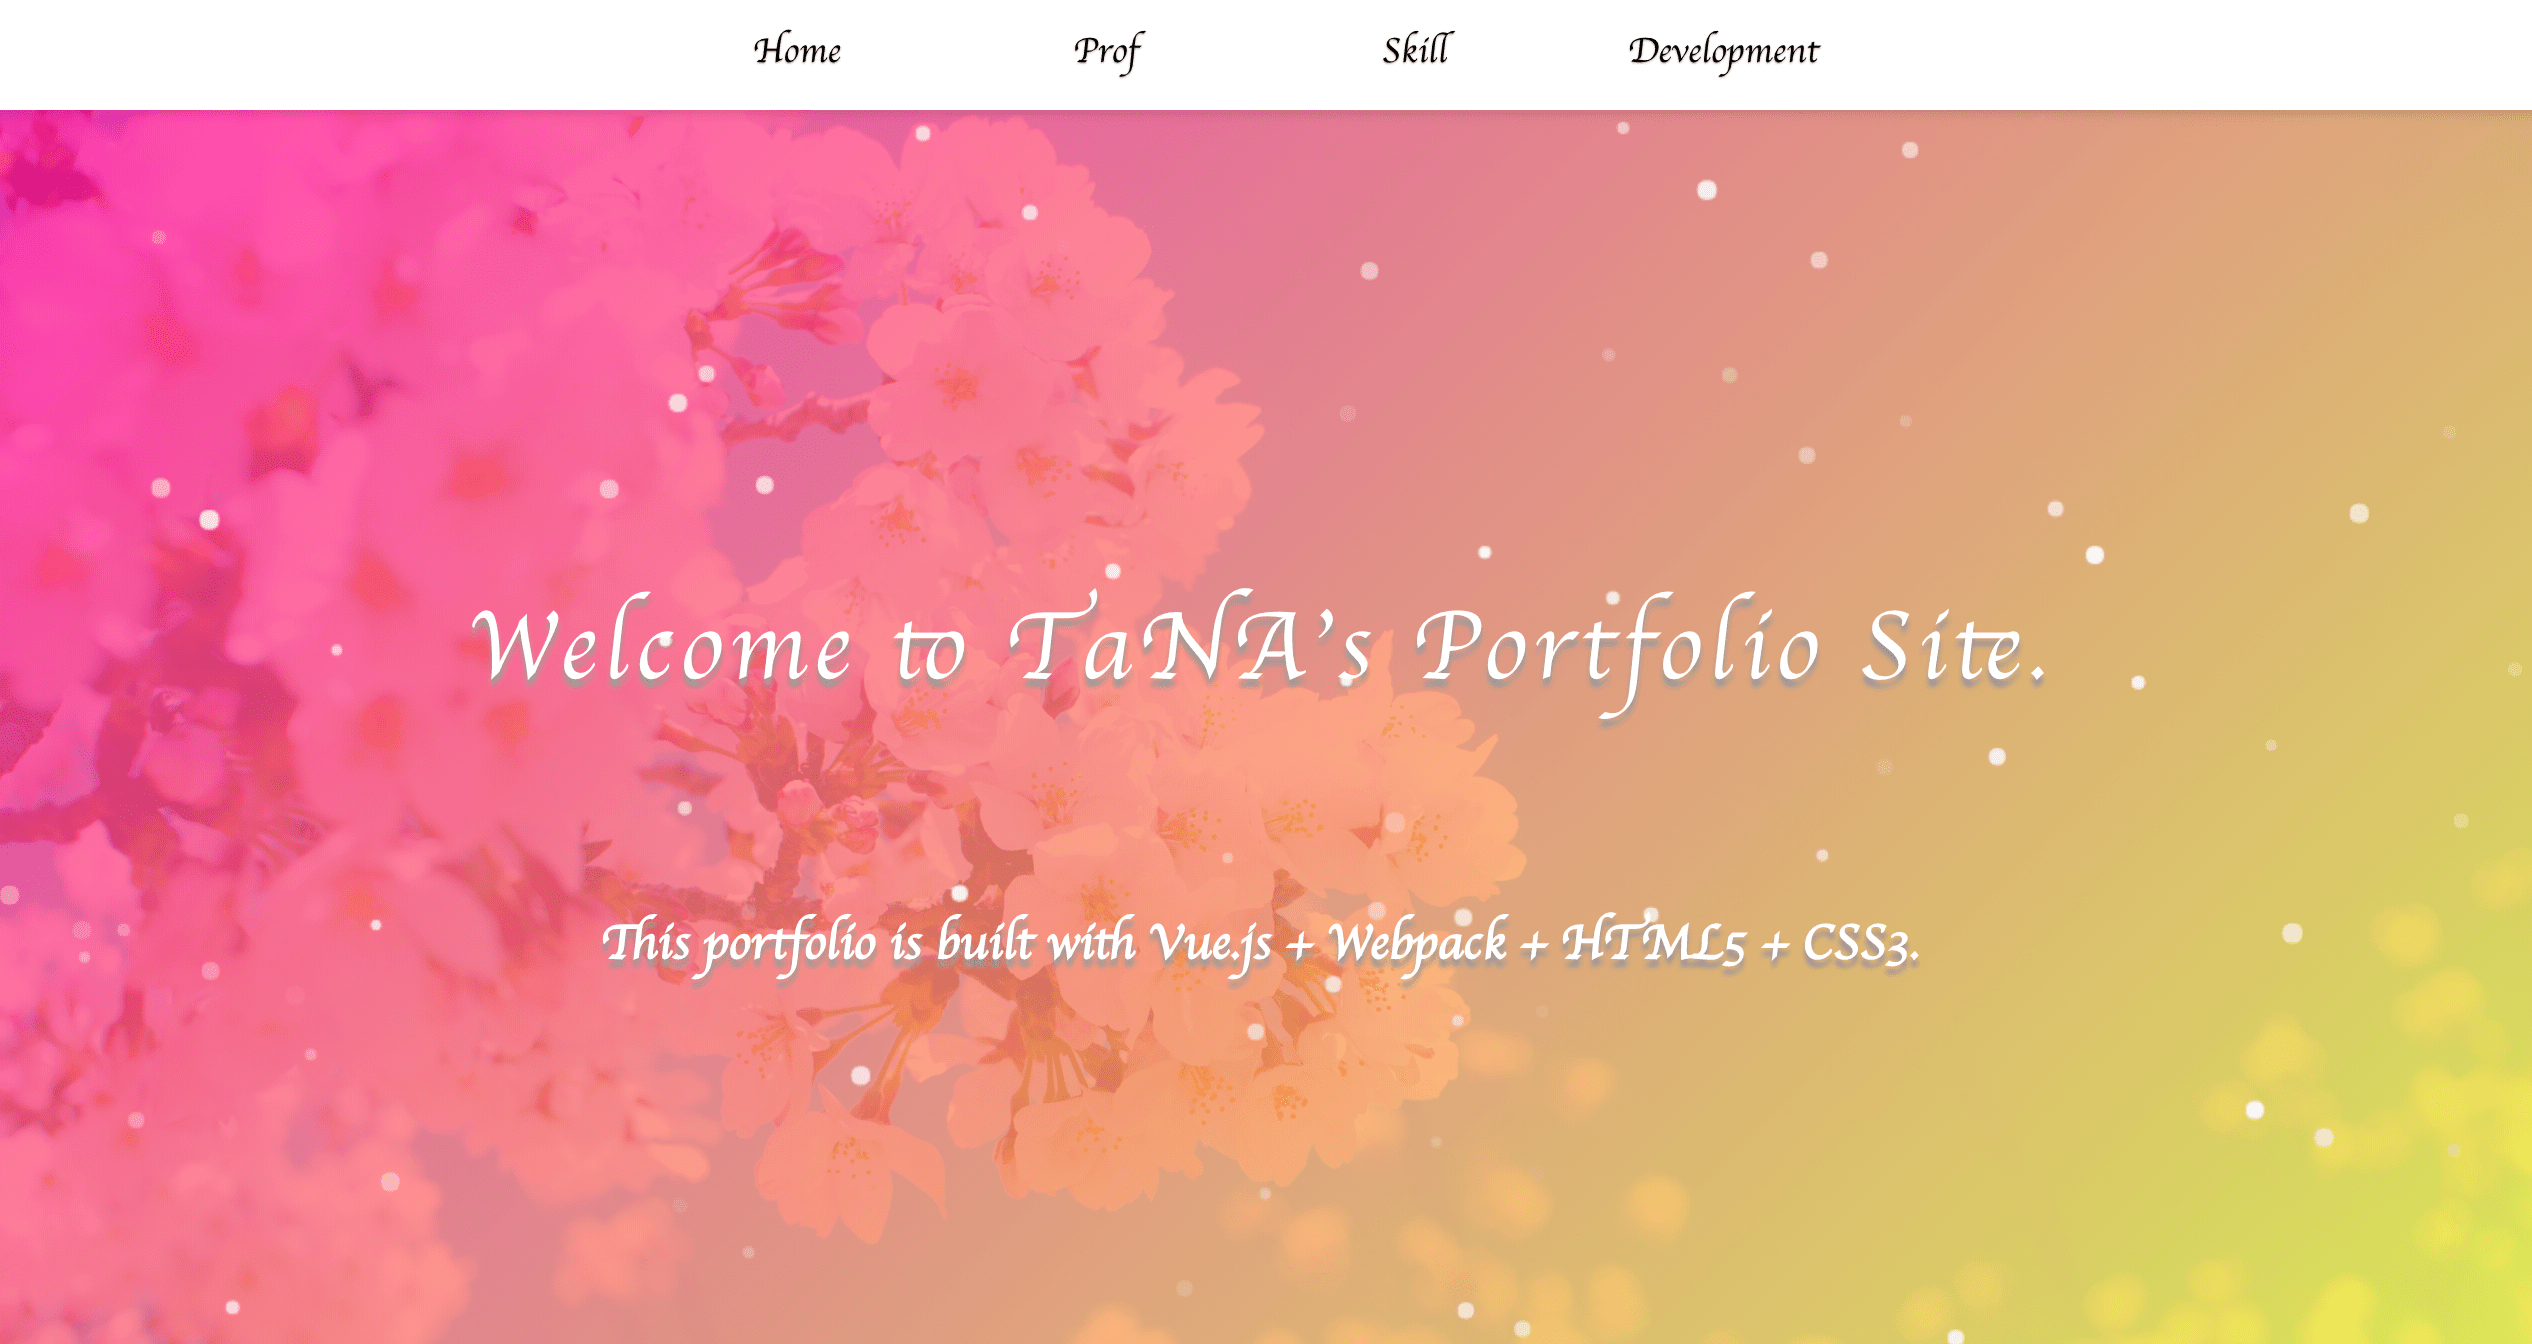 Home Prof Skill Development
Welcome to TaNA's Portfolio Site.
This portfolio is built with Vue.js + Webpack + HTML5 + CSS3.